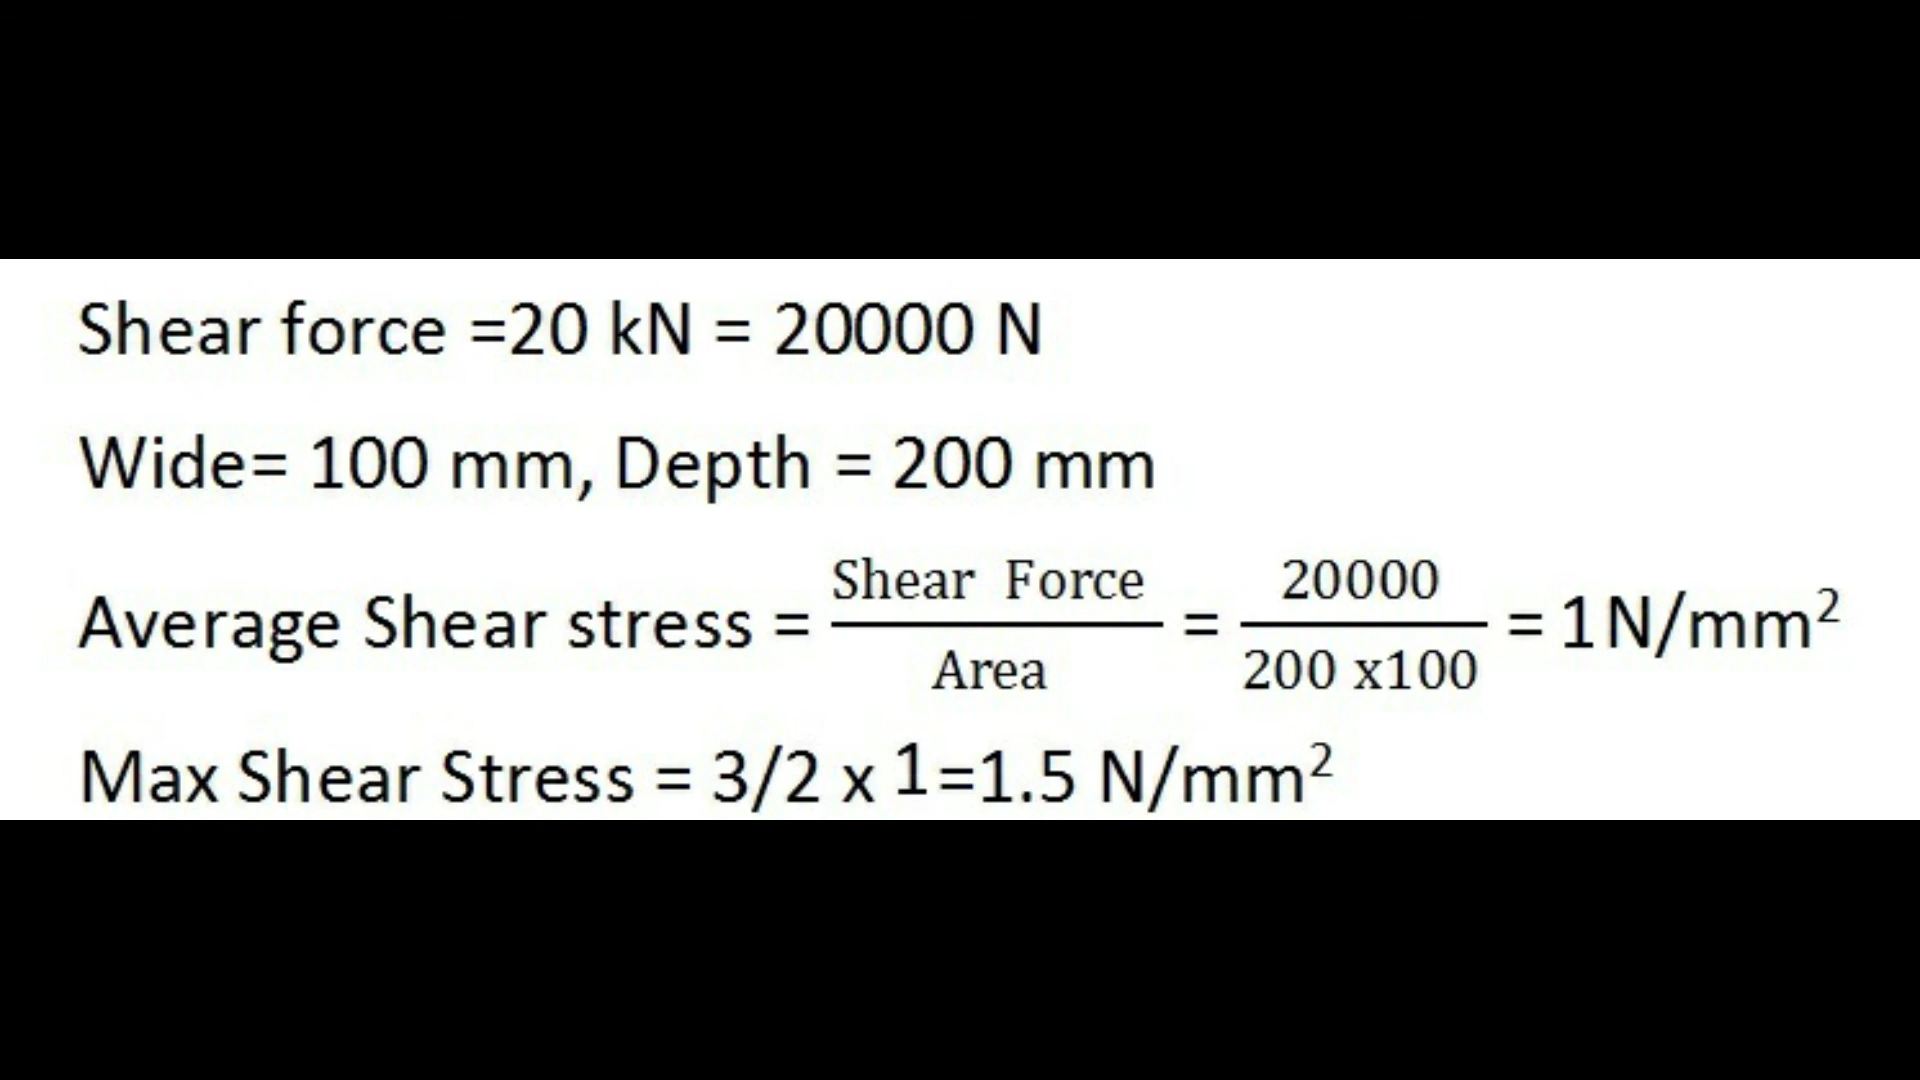 Shear force =20 kN = 20000 N
Wide= 100 mm, Depth = 200 mm
Average Shear stress = Shear Force / Area = 20000 / 200 x100 = 1N/mm²
Max Shear Stress = 3/2 x 1=1.5 N/mm²